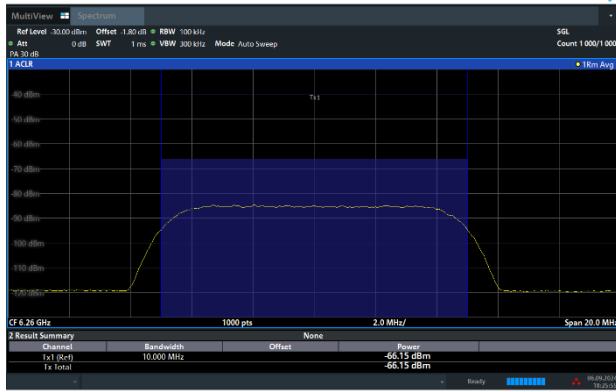 MultiView Spectrum
Ref Level -30.00 dBm Offset -1.80 dB RBW 100 kHz SGL
Att 0 dB SWT 1 ms VBW 300 kHz Mode Auto Sweep Count 1000/1000
PA 30 dB
1 ACLR 1Rm Avg
Tx1
-40 dBm
-50 dBm
-60 dBm
-70 dBm
-80 dBm
-90 dBm
-100 dBm
-110 dBm
-120 dBm
CF 6.26 GHz 1000 pts 2.0 MHz/ Span 20.0 MHz
2 Result Summary None
Channel Bandwidth Offset Power
Tx1 (Ref) 10.000 MHz -66.15 dBm
Tx Total -66.15 dBm
Ready